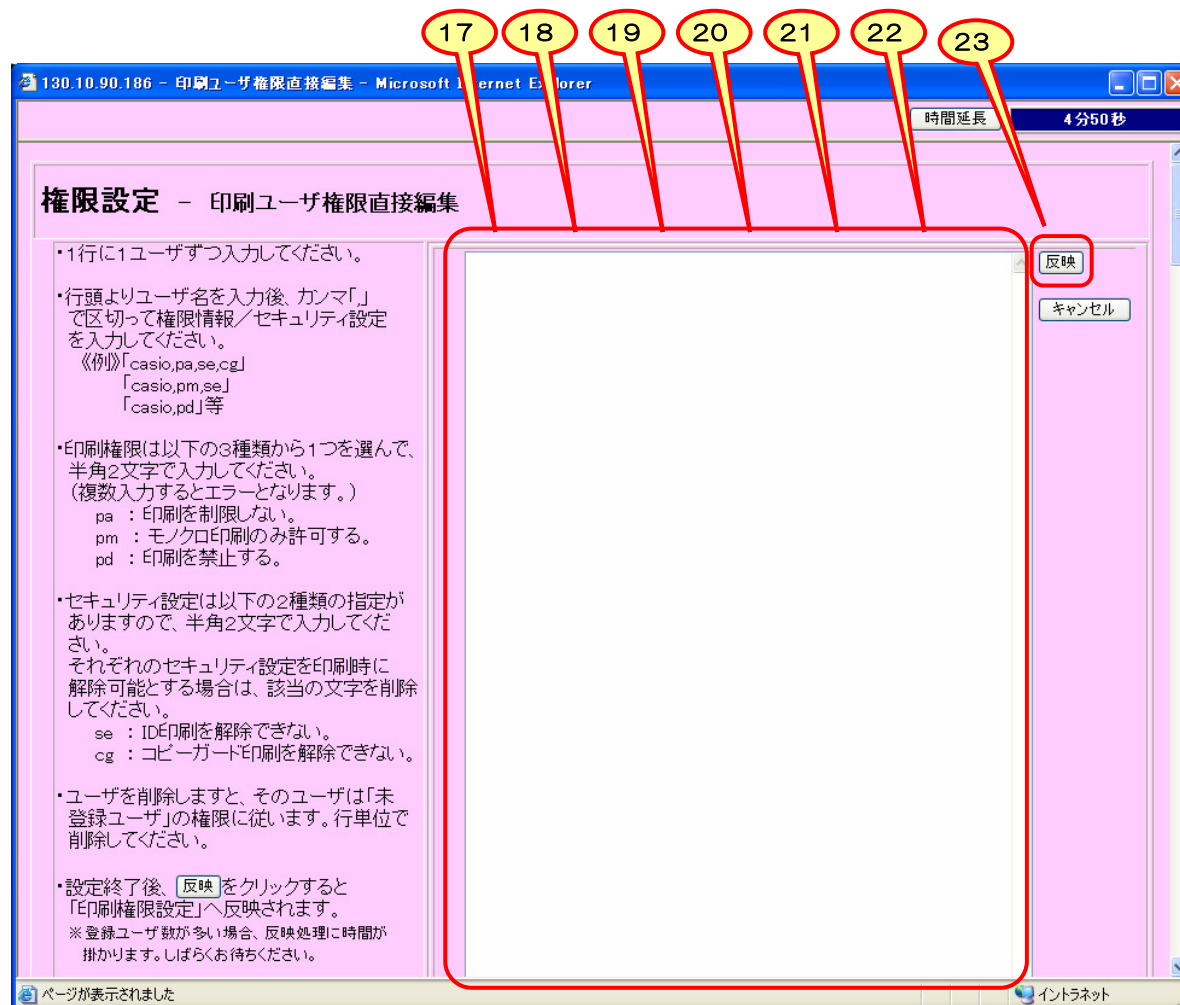 17 18 19 20 21 22 23
130.10.90.186 - 印刷ユーザ権限直接編集 - Microsoft Internet Explorer
時間延長 4分50秒
権限設定 － 印刷ユーザ権限直接編集
・1行に1ユーザずつ入力してください。
・行頭よりユーザ名を入力後、カンマ「,」
で区切って権限情報／セキュリティ設定
を入力してください。
《例》「casio,pa,se,cg」
「casio,pm,se」
「casio,pd」等
・印刷権限は以下の3種類から1つを選んで、
半角2文字で入力してください。
（複数入力するとエラーとなります。）
pa ：印刷を制限しない。
pm ：モノクロ印刷のみ許可する。
pd ：印刷を禁止する。
・セキュリティ設定は以下の2種類の指定が
ありますので、半角2文字で入力してくだ
さい。
それぞれのセキュリティ設定を印刷時に
解除可能とする場合は、該当の文字を削除
してください。
se ：ID印刷を解除できない。
cg ：コピーガード印刷を解除できない。
・ユーザを削除しますと、そのユーザは「未
登録ユーザ」の権限に従います。行単位で
削除してください。
・設定終了後、 反映 をクリックすると
「印刷権限設定」へ反映されます。
※登録ユーザ数が多い場合、反映処理に時間が
掛かります。しばらくお待ちください。
反映
キャンセル
ページが表示されました イントラネット